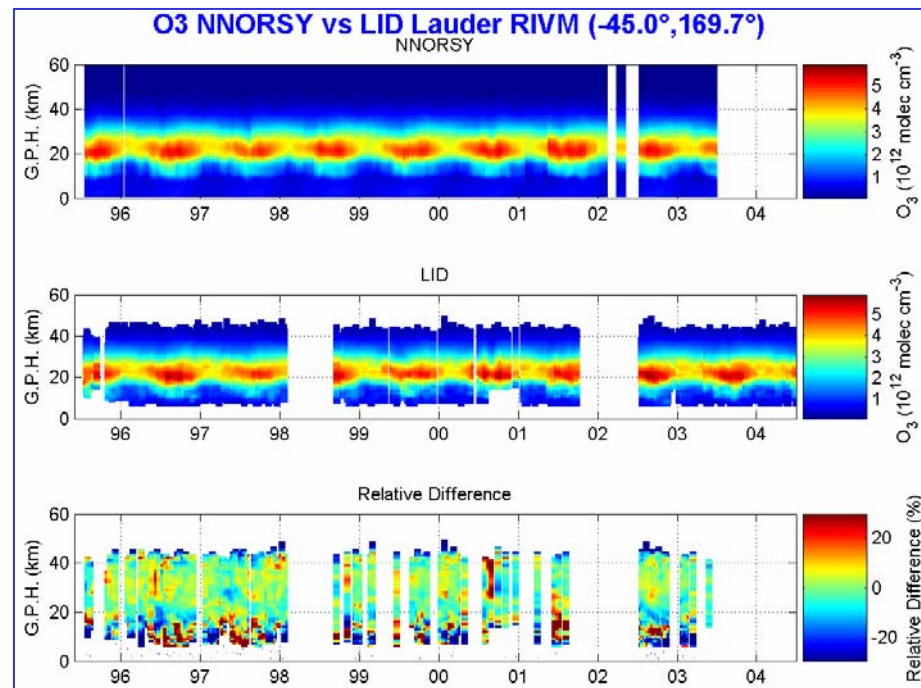 O3 NNORSY vs LID Lauder RIVM (-45.0°,169.7°)
NNORSY
G.P.H. (km)
60
40
20
0
96 97 98 99 00 01 02 03 04
5
4
3
2
1
O₃ (10¹² molec cm⁻³)
LID
G.P.H. (km)
60
40
20
0
96 97 98 99 00 01 02 03 04
5
4
3
2
1
O₃ (10¹² molec cm⁻³)
Relative Difference
G.P.H. (km)
60
40
20
0
96 97 98 99 00 01 02 03 04
20
0
-20
Relative Difference (%)